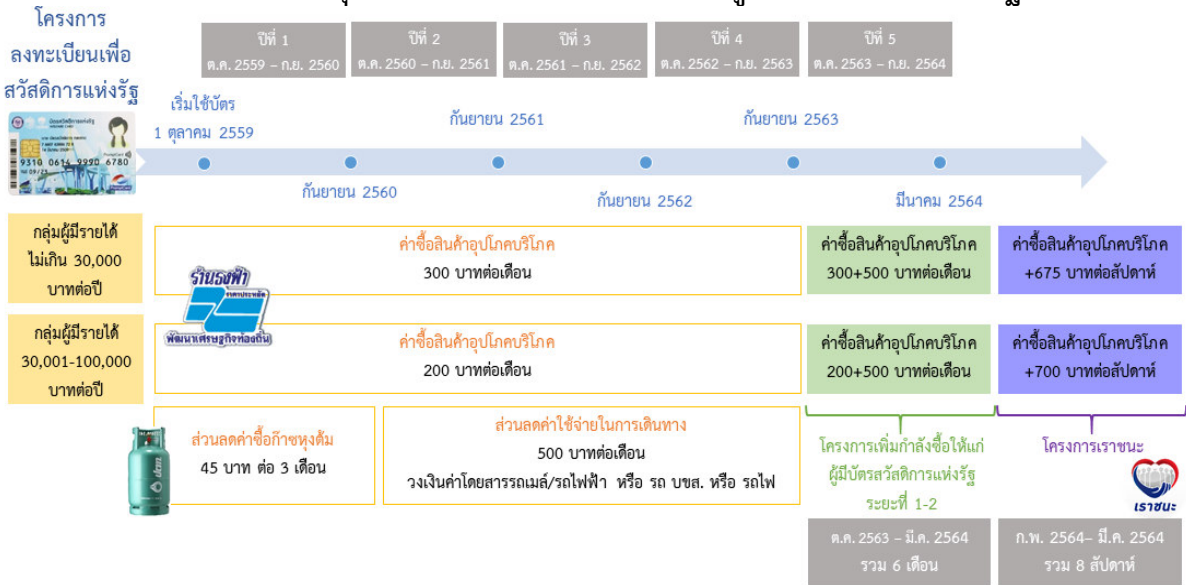 โครงการ
ลงทะเบียนเพื่อ
สวัสดิการแห่งรัฐ
ปีที่ 1
ต.ค. 2559 – ก.ย. 2560
ปีที่ 2
ต.ค. 2560 – ก.ย. 2561
ปีที่ 3
ต.ค. 2561 – ก.ย. 2562
ปีที่ 4
ต.ค. 2562 – ก.ย. 2563
ปีที่ 5
ต.ค. 2563 – ก.ย. 2564
9310 0614 9990 6780
เริ่มใช้บัตร
1 ตุลาคม 2559
กันยายน 2561
กันยายน 2563
กันยายน 2560
กันยายน 2562
มีนาคม 2564
กลุ่มผู้มีรายได้
ไม่เกิน 30,000
บาทต่อปี
ค่าซื้อสินค้าอุปโภคบริโภค
300 บาทต่อเดือน
ค่าซื้อสินค้าอุปโภคบริโภค
300+500 บาทต่อเดือน
ค่าซื้อสินค้าอุปโภคบริโภค
+675 บาทต่อสัปดาห์
ร้านธงฟ้า
ราคาประหยัด
พัฒนาเศรษฐกิจท้องถิ่น
กลุ่มผู้มีรายได้
30,001-100,000
บาทต่อปี
ค่าซื้อสินค้าอุปโภคบริโภค
200 บาทต่อเดือน
ค่าซื้อสินค้าอุปโภคบริโภค
200+500 บาทต่อเดือน
ค่าซื้อสินค้าอุปโภคบริโภค
+700 บาทต่อสัปดาห์
ปตท
ส่วนลดค่าซื้อก๊าซหุงต้ม
45 บาท ต่อ 3 เดือน
ส่วนลดค่าใช้จ่ายในการเดินทาง
500 บาทต่อเดือน
วงเงินค่าโดยสารรถเมล์/รถไฟฟ้า หรือ รถ บขส. หรือ รถไฟ
โครงการเพิ่มกำลังซื้อให้แก่
ผู้มีบัตรสวัสดิการแห่งรัฐ
ระยะที่ 1-2
โครงการเราชนะ
เราชนะ
ต.ค. 2563 – มี.ค. 2564
รวม 6 เดือน
ก.พ. 2564– มี.ค. 2564
รวม 8 สัปดาห์